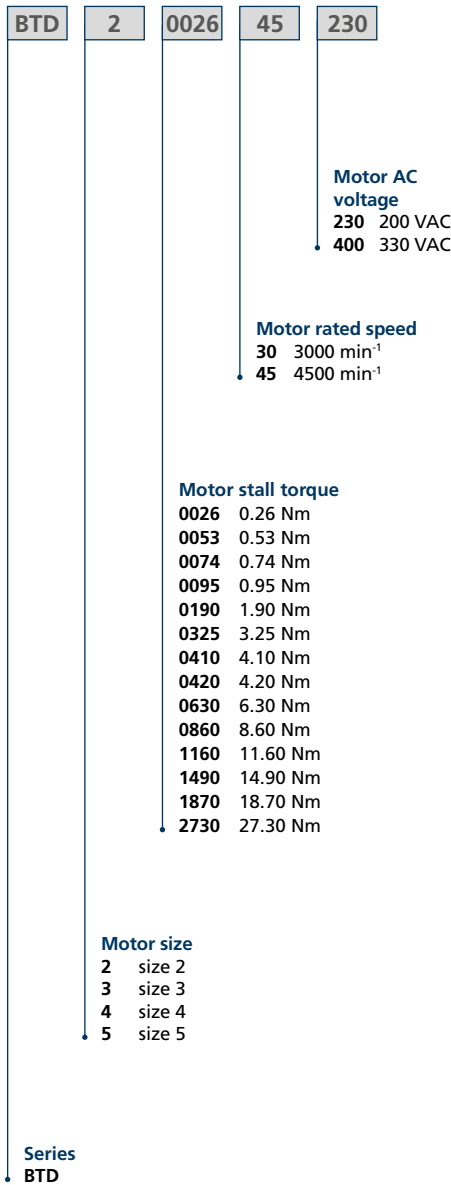 BTD 2 0026 45 230
Motor AC
voltage
230 200 VAC
400 330 VAC
Motor rated speed
30 3000 min⁻¹
45 4500 min⁻¹
Motor stall torque
0026 0.26 Nm
0053 0.53 Nm
0074 0.74 Nm
0095 0.95 Nm
0190 1.90 Nm
0325 3.25 Nm
0410 4.10 Nm
0420 4.20 Nm
0630 6.30 Nm
0860 8.60 Nm
1160 11.60 Nm
1490 14.90 Nm
1870 18.70 Nm
2730 27.30 Nm
Motor size
2 size 2
3 size 3
4 size 4
5 size 5
Series
BTD